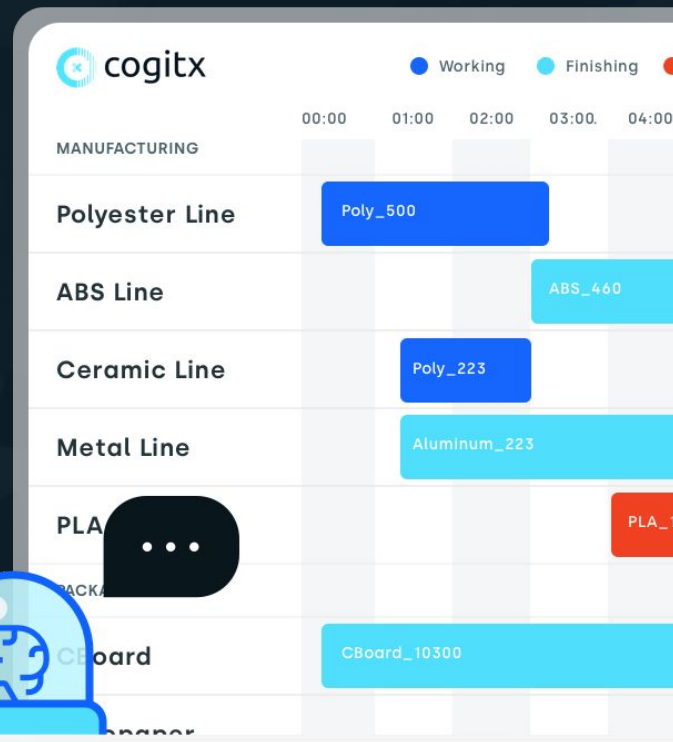 cogitx
Working Finishing
00:00 01:00 02:00 03:00. 04:00
MANUFACTURING
Polyester Line Poly_500
ABS Line ABS_460
Ceramic Line Poly_223
Metal Line Aluminum_223
PLA
CBoard CBoard_10300